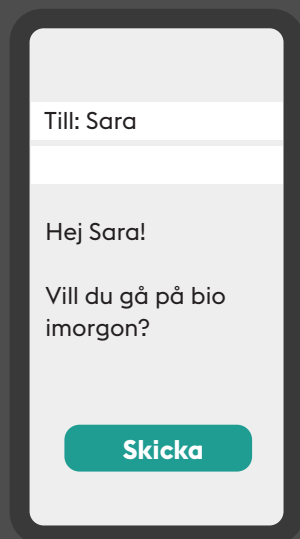 Till: Sara
Hej Sara!
Vill du gå på bio
imorgon?
Skicka